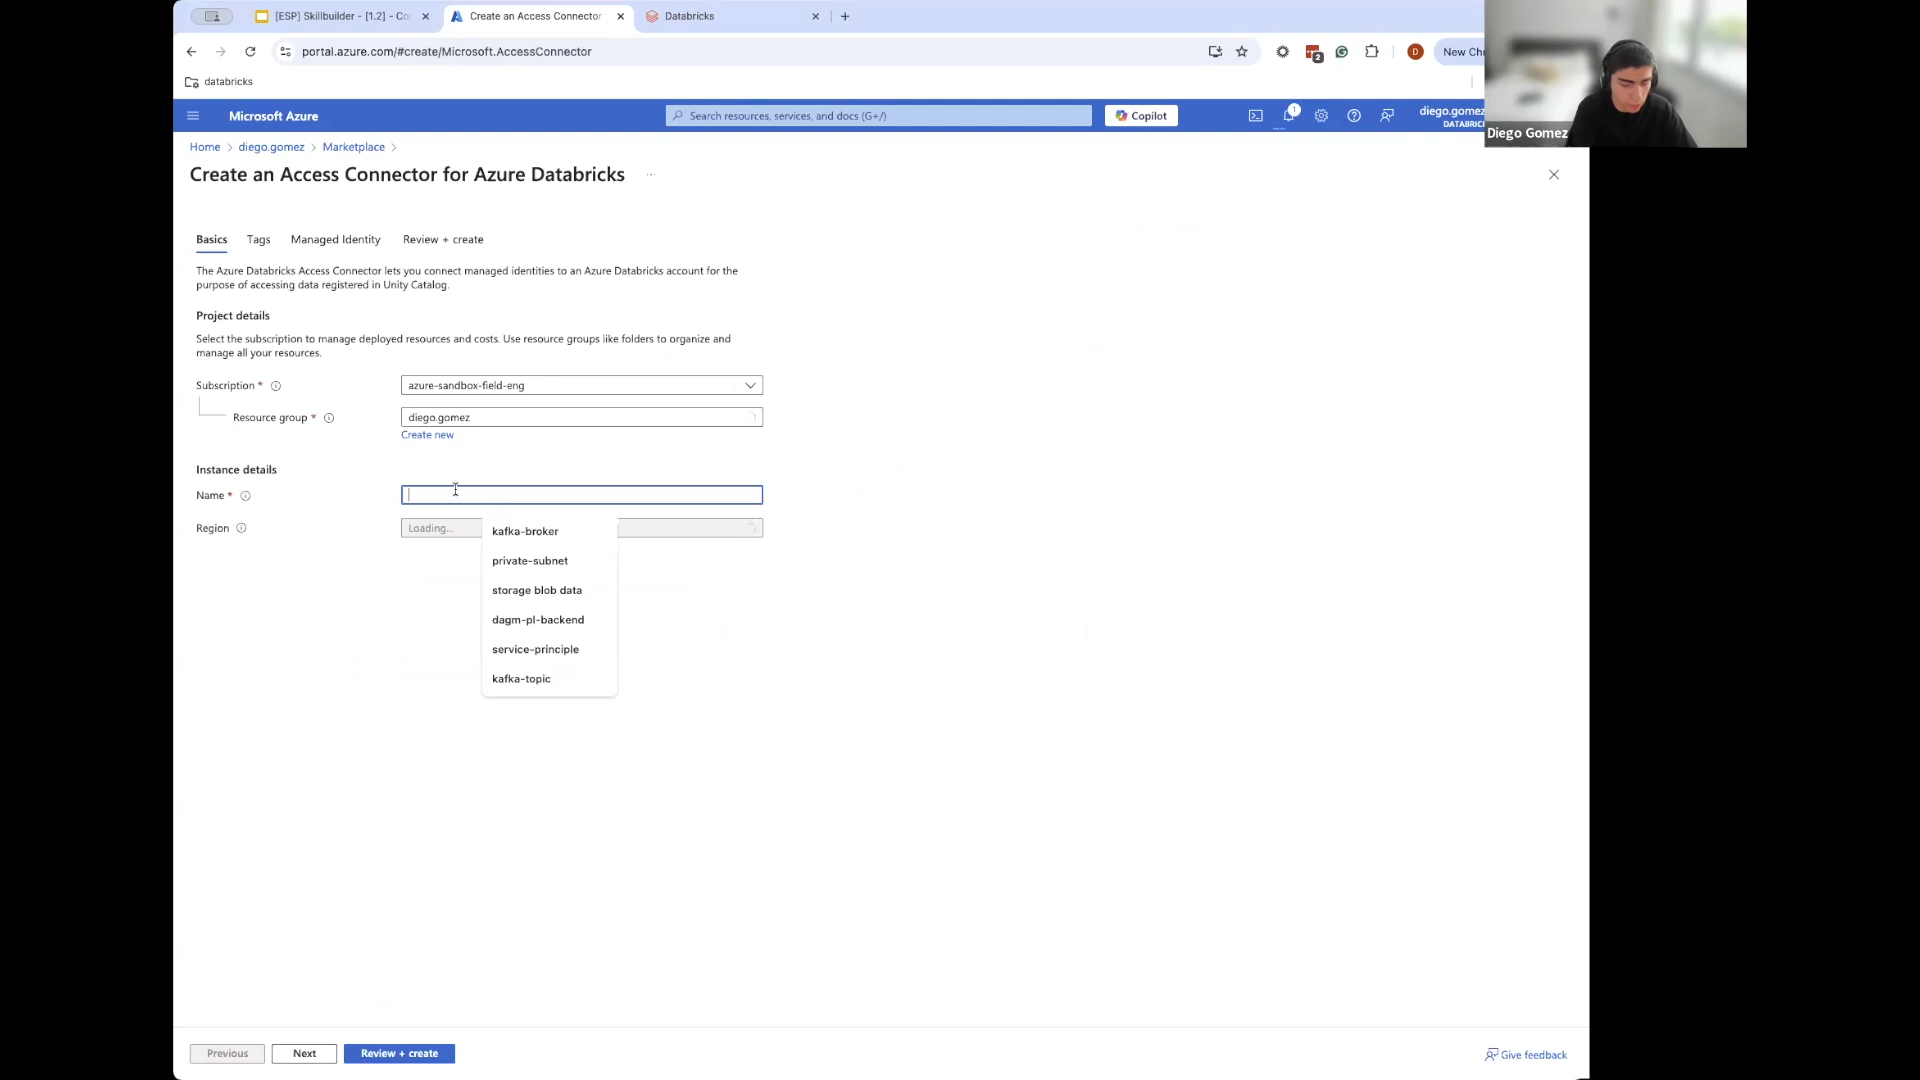 [ESP] Skillbuilder - [1.2] - Co
Create an Access Connector
Databricks
portal.azure.com/#create/Microsoft.AccessConnector
2
D
New Ch
databricks
Microsoft Azure
Search resources, services, and docs (G+/)
Copilot
1
diego.gomez
DATABRIC
Diego Gomez
Home > diego.gomez > Marketplace >
Create an Access Connector for Azure Databricks
...
Basics
Tags
Managed Identity
Review + create
The Azure Databricks Access Connector lets you connect managed identities to an Azure Databricks account for the
purpose of accessing data registered in Unity Catalog.
Project details
Select the subscription to manage deployed resources and costs. Use resource groups like folders to organize and
manage all your resources.
Subscription *
azure-sandbox-field-eng
Resource group *
diego.gomez
Create new
Instance details
Name *
Region
Loading...
kafka-broker
private-subnet
storage blob data
dagm-pl-backend
service-principle
kafka-topic
Previous
Next
Review + create
Give feedback